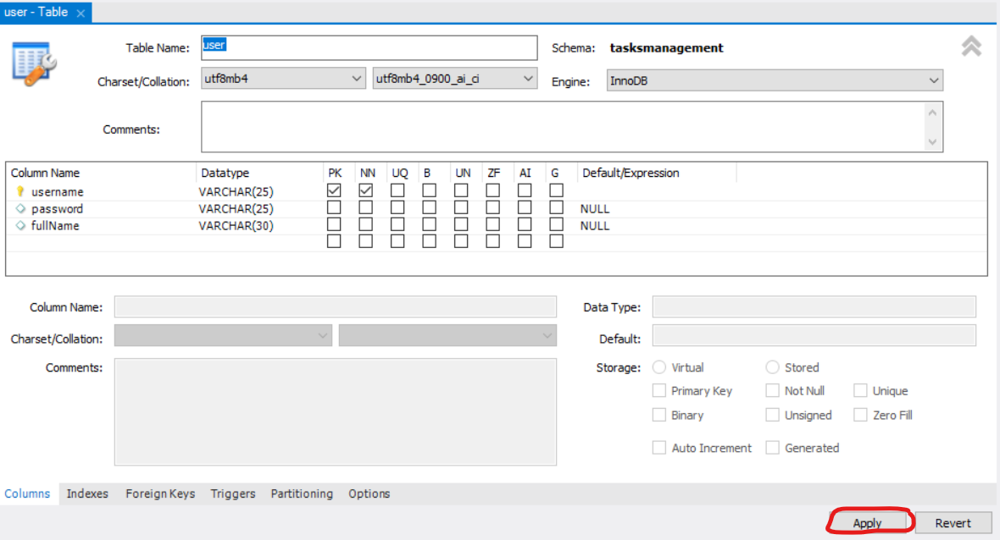 user - Table
Table Name: user Schema: tasksmanagement
Charset/Collation: utf8mb4 utf8mb4_0900_ai_ci Engine: InnoDB
Comments:
Column Name Datatype PK NN UQ B UN ZF AI G Default/Expression
username VARCHAR(25)
password VARCHAR(25) NULL
fullName VARCHAR(30) NULL
Column Name: Data Type:
Charset/Collation: Default:
Comments: Storage: Virtual Stored
Primary Key Not Null Unique
Binary Unsigned Zero Fill
Auto Increment Generated
Columns Indexes Foreign Keys Triggers Partitioning Options
Apply Revert